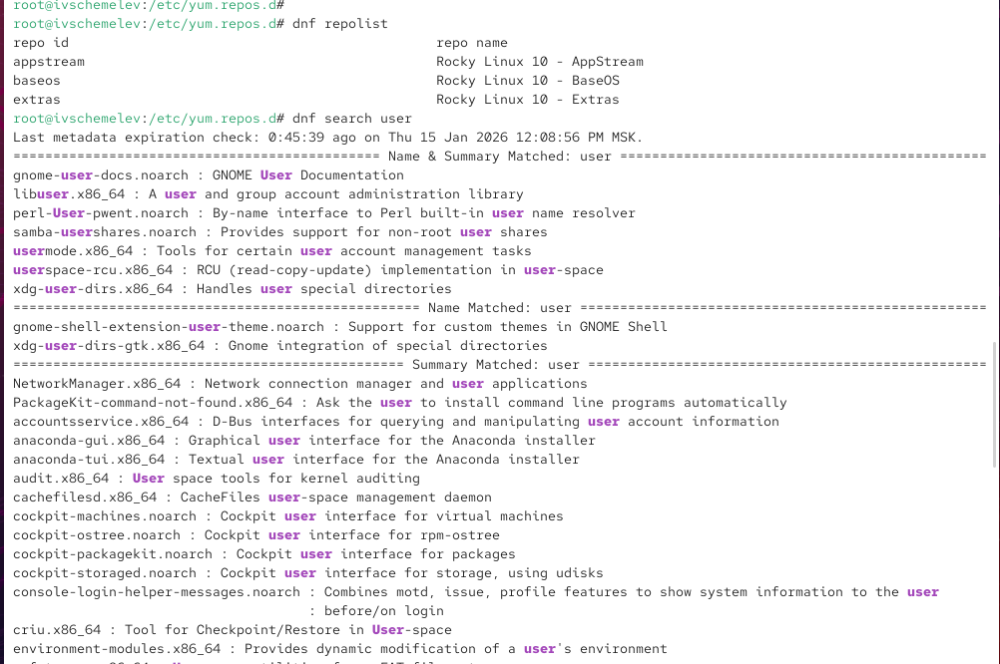 root@ivschemelev:/etc/yum.repos.d#
root@ivschemelev:/etc/yum.repos.d# dnf repolist
repo id repo name
appstream Rocky Linux 10 - AppStream
baseos Rocky Linux 10 - BaseOS
extras Rocky Linux 10 - Extras
root@ivschemelev:/etc/yum.repos.d# dnf search user
Last metadata expiration check: 0:45:39 ago on Thu 15 Jan 2026 12:08:56 PM MSK.
================================================= Name & Summary Matched: user ==============================================
gnome-user-docs.noarch : GNOME User Documentation
libuser.x86_64 : A user and group account administration library
perl-User-pwent.noarch : By-name interface to Perl built-in user name resolver
samba-usershares.noarch : Provides support for non-root user shares
usermode.x86_64 : Tools for certain user account management tasks
userspace-rcu.x86_64 : RCU (read-copy-update) implementation in user-space
xdg-user-dirs.x86_64 : Handles user special directories
=================================================== Name Matched: user ===================================================
gnome-shell-extension-user-theme.noarch : Support for custom themes in GNOME Shell
xdg-user-dirs-gtk.x86_64 : Gnome integration of special directories
================================================= Summary Matched: user ==================================================
NetworkManager.x86_64 : Network connection manager and user applications
PackageKit-command-not-found.x86_64 : Ask the user to install command line programs automatically
accountsservice.x86_64 : D-Bus interfaces for querying and manipulating user account information
anaconda-gui.x86_64 : Graphical user interface for the Anaconda installer
anaconda-tui.x86_64 : Textual user interface for the Anaconda installer
audit.x86_64 : User space tools for kernel auditing
cachefilesd.x86_64 : CacheFiles user-space management daemon
cockpit-machines.noarch : Cockpit user interface for virtual machines
cockpit-ostree.noarch : Cockpit user interface for rpm-ostree
cockpit-packagekit.noarch : Cockpit user interface for packages
cockpit-storaged.noarch : Cockpit user interface for storage, using udisks
console-login-helper-messages.noarch : Combines motd, issue, profile features to show system information to the user
: before/on login
criu.x86_64 : Tool for Checkpoint/Restore in User-space
environment-modules.x86_64 : Provides dynamic modification of a user's environment